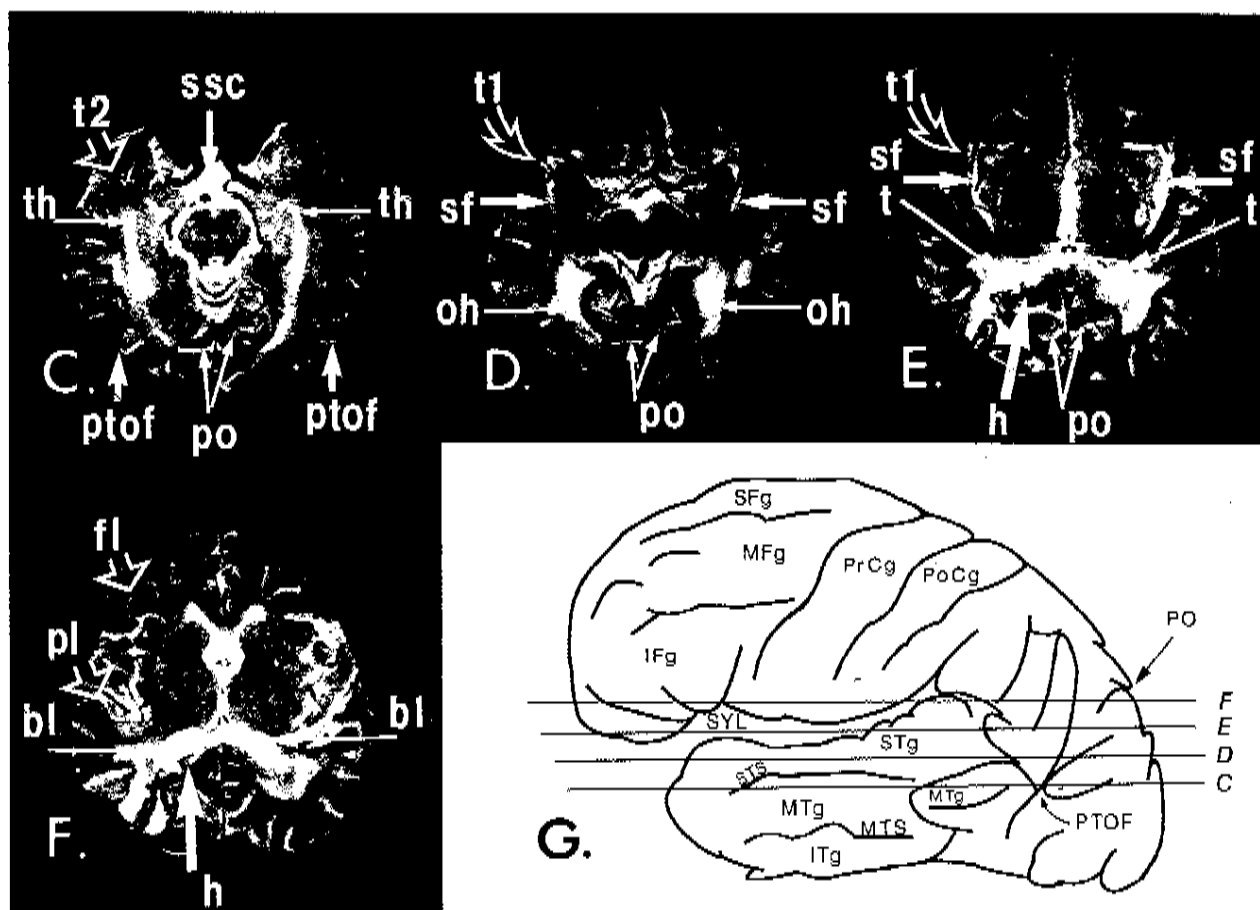 ssc
t2
th
th
C.
ptof
po
ptof
t1
sf
sf
oh
oh
D.
po
t1
sf
sf
t
t
E.
h
po
fl
pl
bl
bl
F.
h
SFg
MFg
PrCg
PoCg
PO
IFg
F
SYL
E
STg
D
STS
C
MTg
MTg
MTS
PTOF
G.
ITg